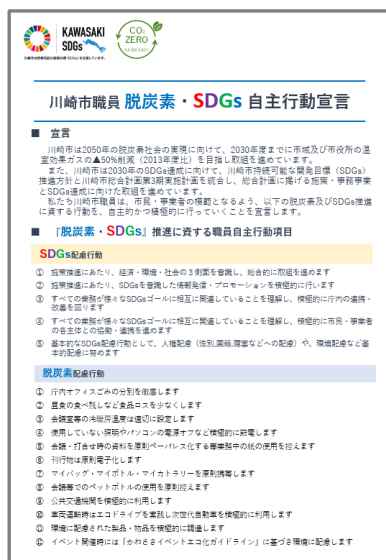 KAWASAKI
SDGs
CO₂
ZERO
KAWASAKI
川崎市は持続可能な開発目標(SDGs)を支援しています。
川崎市職員 脱炭素・SDGs 自主行動宣言
■ 宣言
川崎市は2050年の脱炭素社会の実現に向けて、2030年度までに市域及び市役所の温
室効果ガスの▲50%削減(2013年度比)を目指し取組を進めています。
また、川崎市は2030年のSDGs達成に向けて、川崎市持続可能な開発目標(SDGs)
推進方針と川崎市総合計画第3期実施計画を統合し、総合計画に掲げる施策・事務事業
とSDGs達成に向けた取組を進めています。
私たち川崎市職員は、市民・事業者の模範となるよう、以下の脱炭素及びSDGs推進
に資する行動を、自主的かつ積極的に行っていくことを宣言します。
■ 『脱炭素・SDGs』推進に資する職員自主行動項目
SDGs配慮行動
① 施策推進にあたり、経済・環境・社会の3側面を意識し、総合的に取組を進めます
② 施策推進にあたり、SDGsを意識した情報発信・プロモーションを積極的に行います
③ すべての業務が様々なSDGsゴールに相互に関連していることを理解し、積極的に庁内の連携・
改善を図ります
④ すべての業務が様々なSDGsゴールに相互に関連していることを理解し、積極的に市民・事業者
の各主体との協働・連携を進めます
⑤ 基本的なSDGs配慮行動として、人権配慮(性別,国籍,障害などへの配慮)や、環境配慮など基
本的配慮に努めます
脱炭素配慮行動
① 庁内オフィスごみの分別を徹底します
② 昼食の食べ残しなど食品ロスを少なくします
③ 会議室等の冷暖房温度は適切に設定します
④ 使用していない照明やパソコンの電源オフなど積極的に節電します
⑤ 会議・打合せ時の資料を原則ペーパレス化する等業務中の紙の使用を控えます
⑥ 刊行物は原則電子化します
⑦ マイバッグ・マイボトル・マイカトラリーを原則携帯します
⑧ 会議等でのペットボトルの使用を原則控えます
⑨ 公共交通機関を積極的に利用します
⑩ 車両運転時はエコドライブを実践し次世代自動車を積極的に利用します
⑪ 環境に配慮された製品・物品を積極的に調達します
⑫ イベント開催時には「かわさきイベントエコ化ガイドライン」に基づき環境に配慮します